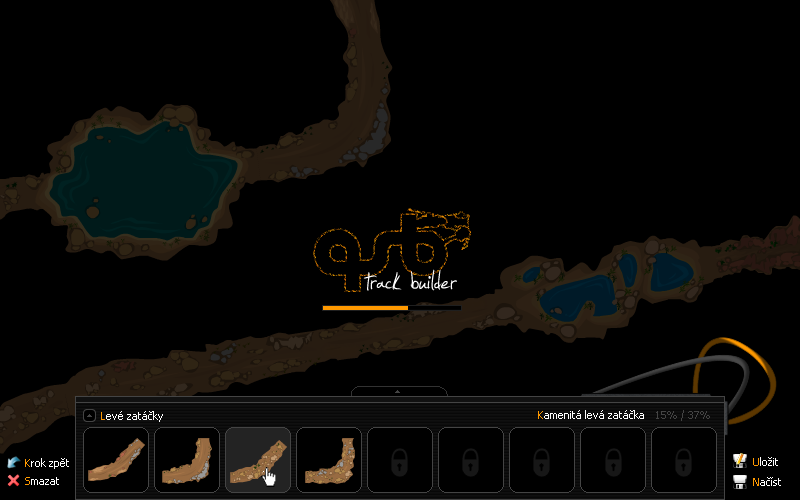 qsb
track builder
Levé zatáčky
Kamenitá levá zatáčka 15% / 37%
Krok zpět
Smazat
Uložit
Načíst